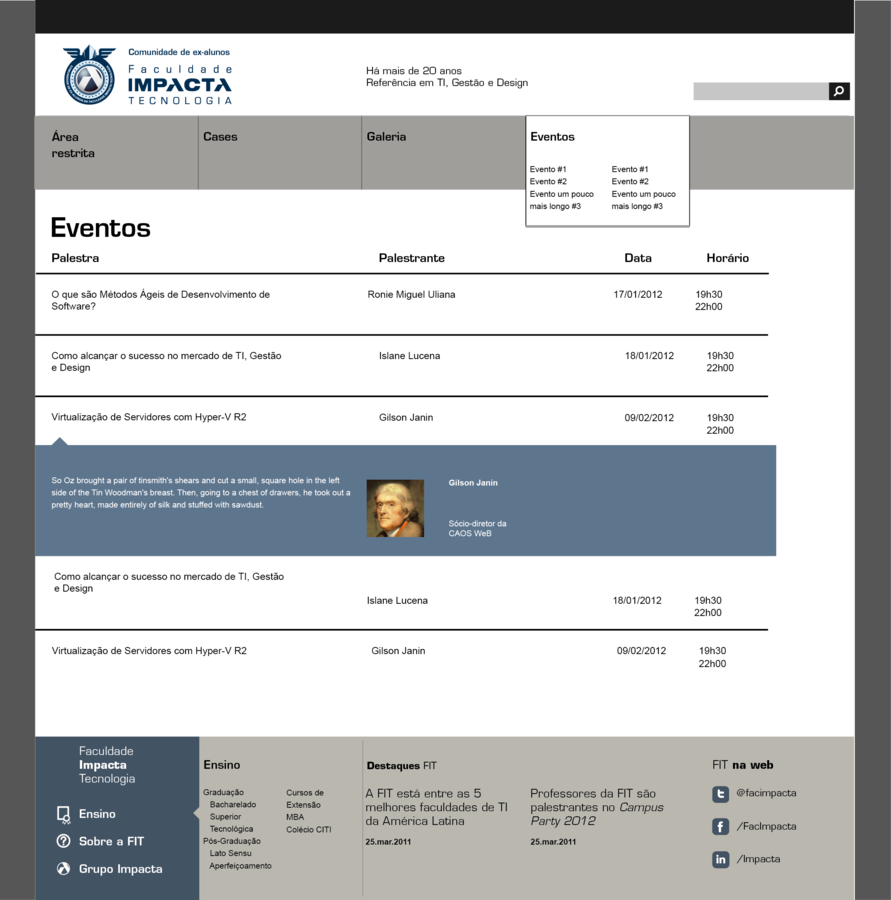 Comunidade de ex-alunos
Faculdade
IMPACTA
TECNOLOGIA
Há mais de 20 anos
Referência em TI, Gestão e Design
Área
restrita
Cases
Galeria
Eventos
Evento #1
Evento #2
Evento um pouco
mais longo #3
Evento #1
Evento #2
Evento um pouco
mais longo #3
Eventos
Palestra Palestrante Data Horário
O que são Métodos Ágeis de Desenvolvimento de
Software?
Ronie Miguel Uliana
17/01/2012
19h30
22h00
Como alcançar o sucesso no mercado de TI, Gestão
e Design
Islane Lucena
18/01/2012
19h30
22h00
Virtualização de Servidores com Hyper-V R2
Gilson Janin
09/02/2012
19h30
22h00
So Oz brought a pair of tinsmith's shears and cut a small, square hole in the left
side of the Tin Woodman's breast. Then, going to a chest of drawers, he took out a
pretty heart, made entirely of silk and stuffed with sawdust.
Gilson Janin
Sócio-diretor da
CAOS WeB
Como alcançar o sucesso no mercado de TI, Gestão
e Design
Islane Lucena
18/01/2012
19h30
22h00
Virtualização de Servidores com Hyper-V R2
Gilson Janin
09/02/2012
19h30
22h00
Faculdade
Impacta
Tecnologia
Ensino
Sobre a FIT
Grupo Impacta
Ensino
Graduação
Bacharelado
Superior
Tecnológica
Pós-Graduação
Lato Sensu
Aperfeiçoamento
Cursos de
Extensão
MBA
Colécio CITI
Destaques FIT
A FIT está entre as 5
melhores faculdades de TI
da América Latina
25.mar.2011
Professores da FIT são
palestrantes no Campus
Party 2012
25.mar.2011
FIT na web
@facimpacta
/FacImpacta
/Impacta